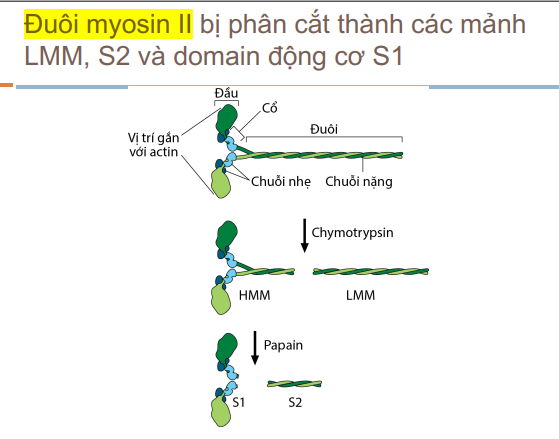 Đuôi myosin II bị phân cắt thành các mảnh
LMM, S2 và domain động cơ S1
Đầu
Cổ
Đuôi
Vị trí gắn
với actin
Chuỗi nhẹ
Chuỗi nặng
Chymotrypsin
HMM
LMM
Papain
S1
S2